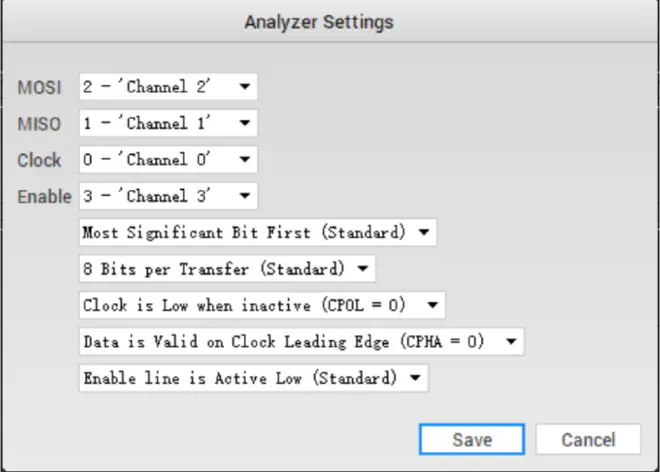 Analyzer Settings
MOSI 2 - 'Channel 2'
MISO 1 - 'Channel 1'
Clock 0 - 'Channel 0'
Enable 3 - 'Channel 3'
Most Significant Bit First (Standard)
8 Bits per Transfer (Standard)
Clock is Low when inactive (CPOL = 0)
Data is Valid on Clock Leading Edge (CPHA = 0)
Enable line is Active Low (Standard)
Save Cancel